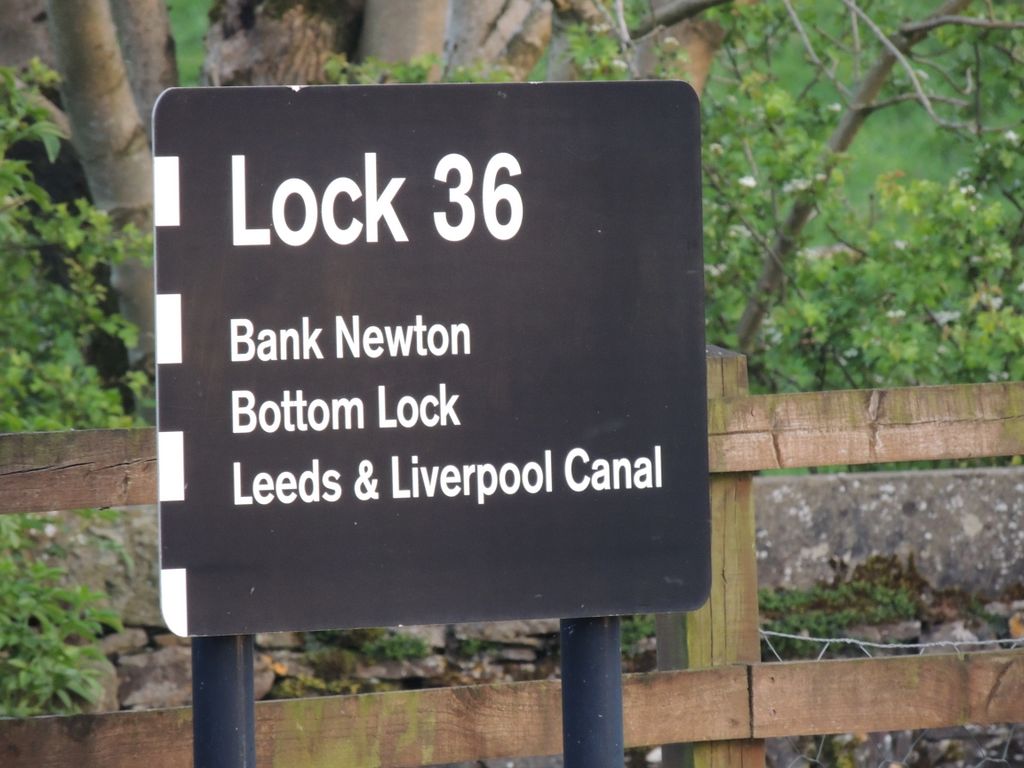 Lock 36
Bank Newton
Bottom Lock
Leeds & Liverpool Canal